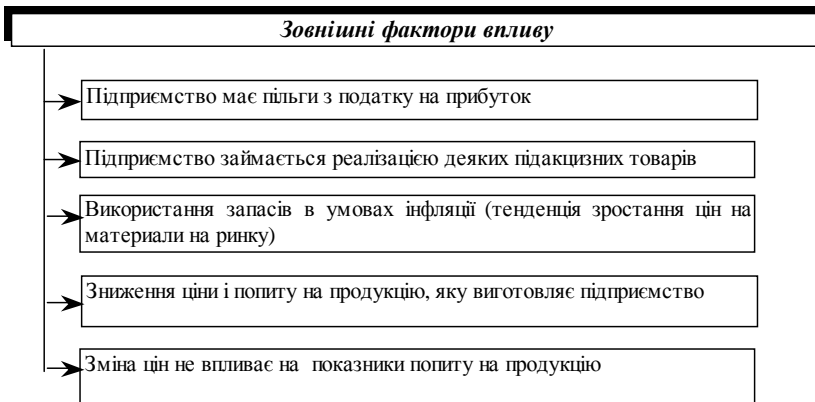 Зовнішні фактори впливу
Підприємство має пільги з податку на прибуток
Підприємство займається реалізацією деяких підакцизних товарів
Використання запасів в умовах інфляції (тенденція зростання цін на
материали на ринку)
Зниження ціни і попиту на продукцію, яку виготовляє підприємство
Зміна цін не впливає на показники попиту на продукцію